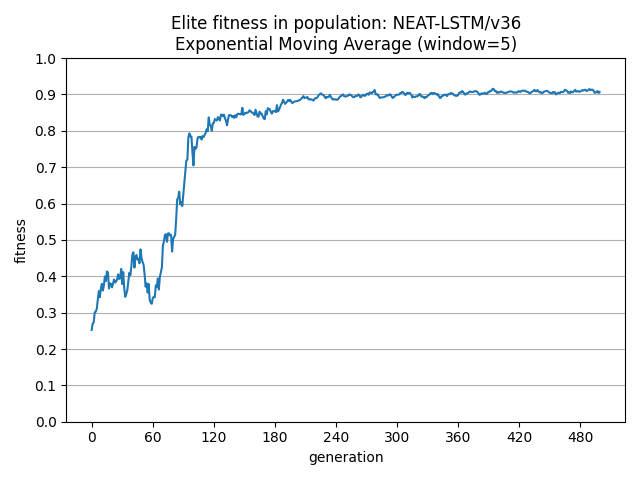 Elite fitness in population: NEAT-LSTM/v36
Exponential Moving Average (window=5)
1.0
0.9
0.8
0.7
0.6
0.5
0.4
0.3
0.2
0.1
0.0
fitness
0 60 120 180 240 300 360 420 480
generation